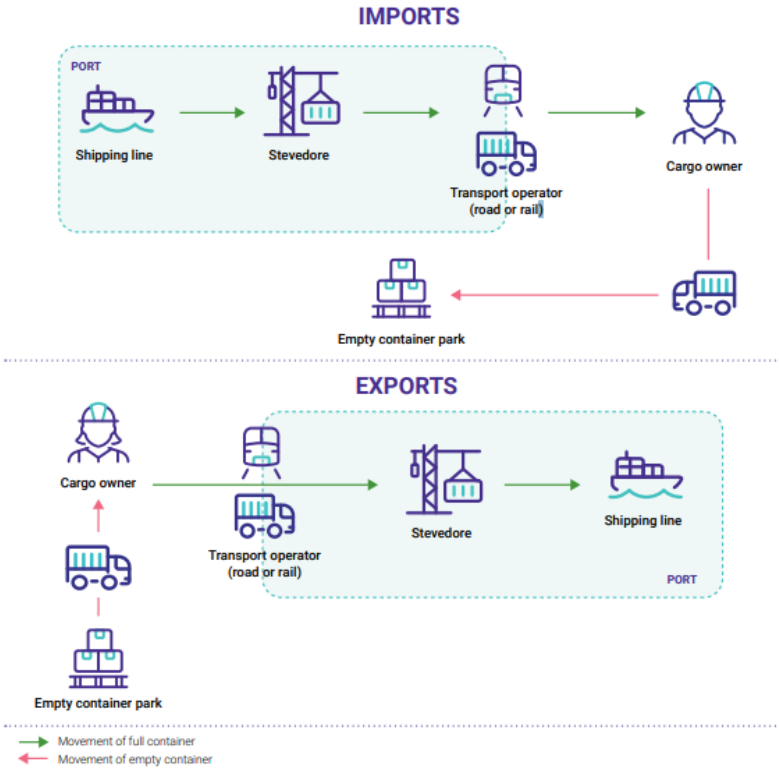 IMPORTS
PORT
Shipping line
Stevedore
Transport operator
(road or rail)
Cargo owner
Empty container park
EXPORTS
Cargo owner
Transport operator
(road or rail)
Stevedore
Shipping line
PORT
Empty container park
Movement of full container
Movement of empty container